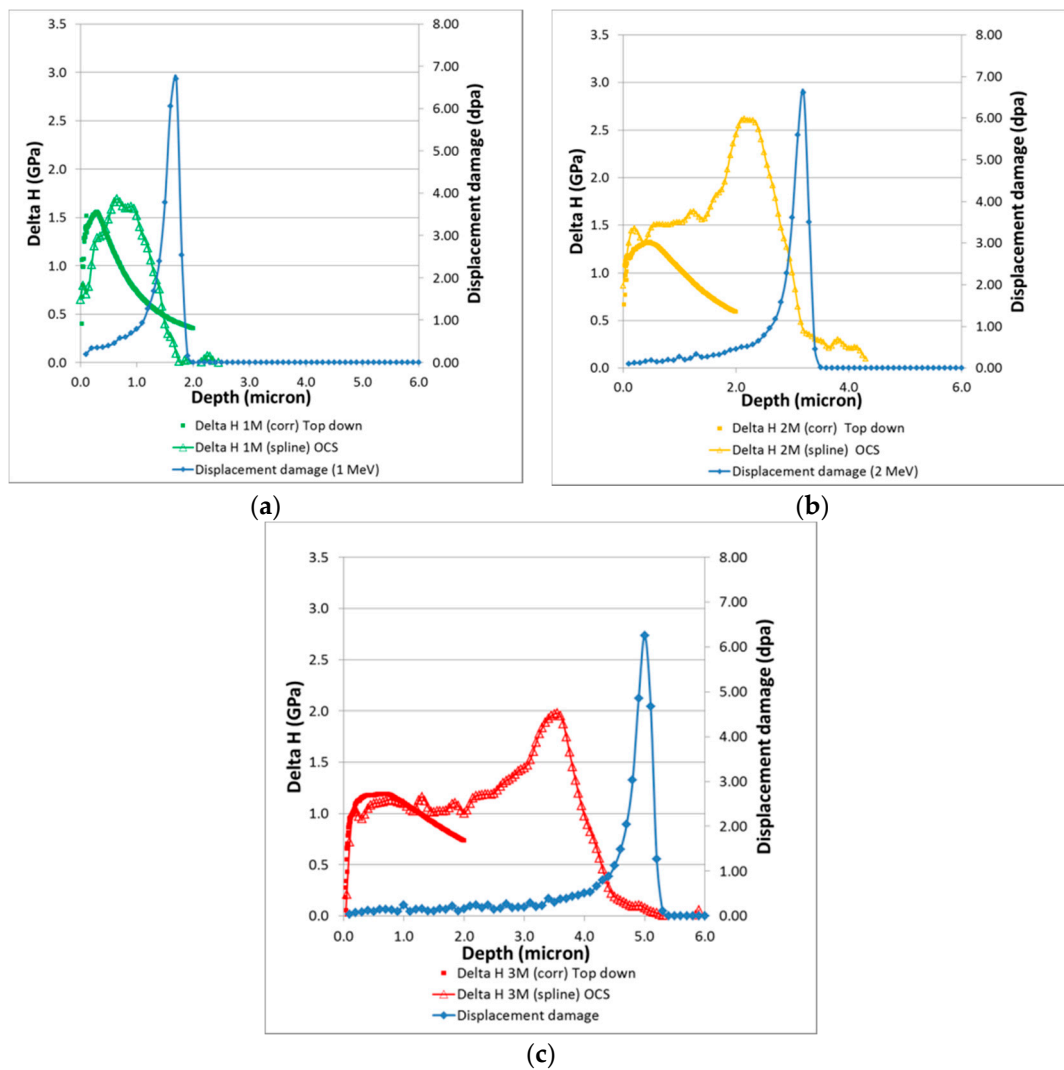 3.5
3.0
2.5
2.0
1.5
1.0
0.5
0.0
Delta H (GPa)
8.00
7.00
6.00
5.00
4.00
3.00
2.00
1.00
0.00
Displacement damage (dpa)
0.0 1.0 2.0 3.0 4.0 5.0 6.0
Depth (micron)
Delta H 1M (corr) Top down
Delta H 1M (spline) OCS
Displacement damage (1 MeV)
(a)
3.5
3.0
2.5
2.0
1.5
1.0
0.5
0.0
Delta H (GPa)
8.00
7.00
6.00
5.00
4.00
3.00
2.00
1.00
0.00
Displacement damage (dpa)
0.0 2.0 4.0 6.0
Depth (micron)
Delta H 2M (corr) Top down
Delta H 2M (spline) OCS
Displacement damage (2 MeV)
(b)
3.5
3.0
2.5
2.0
1.5
1.0
0.5
0.0
Delta H (GPa)
8.00
7.00
6.00
5.00
4.00
3.00
2.00
1.00
0.00
Displacement damage (dpa)
0.0 1.0 2.0 3.0 4.0 5.0 6.0
Depth (micron)
Delta H 3M (corr) Top down
Delta H 3M (spline) OCS
Displacement damage
(c)